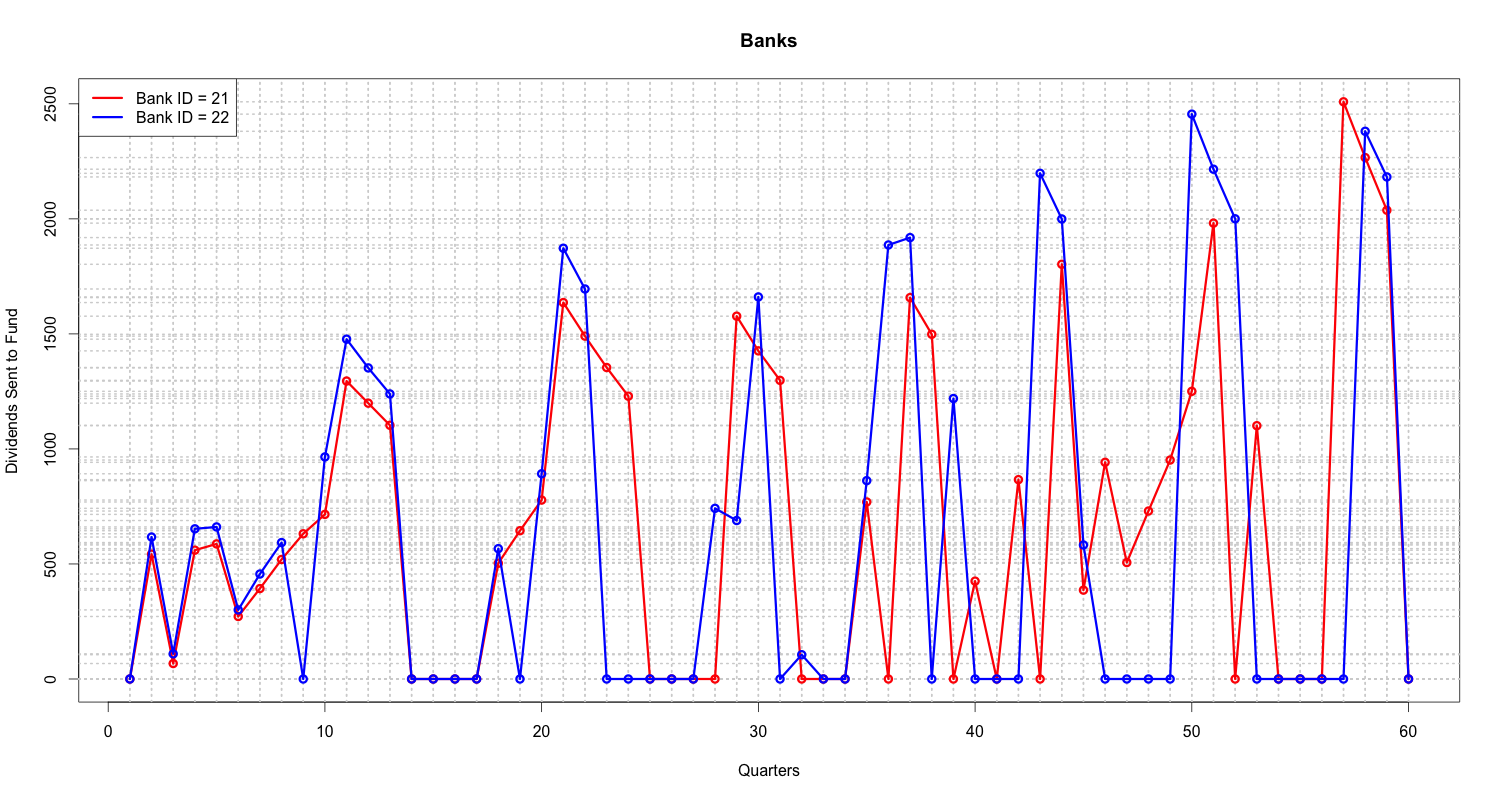 Banks
Bank ID = 21
Bank ID = 22
Dividends Sent to Fund
2500
2000
1500
1000
500
0
0 10 20 30 40 50 60
Quarters